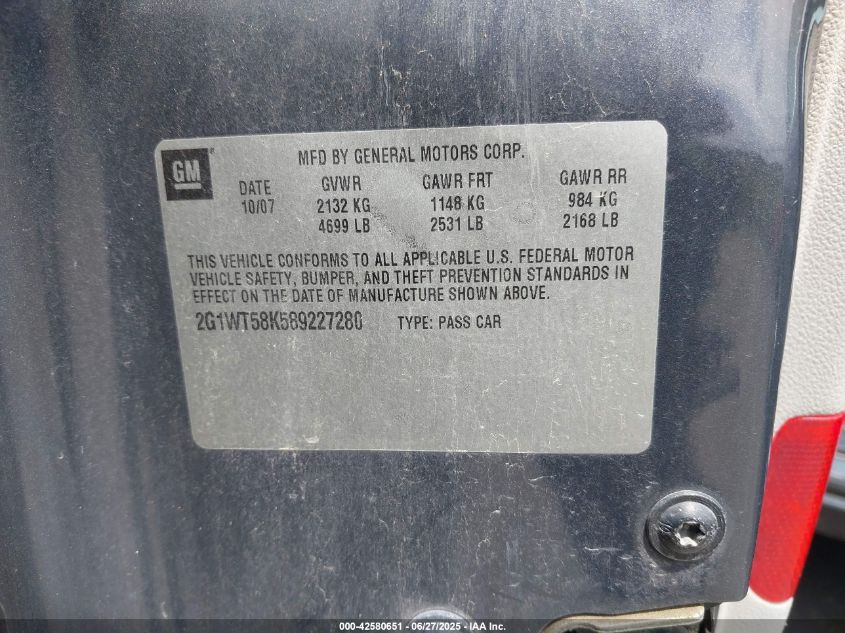 GM®
MFD BY GENERAL MOTORS CORP.
DATE GVWR GAWR FRT GAWR RR
10/07 2132 KG 1148 KG 984 KG
4699 LB 2531 LB 2168 LB
THIS VEHICLE CONFORMS TO ALL APPLICABLE U.S. FEDERAL MOTOR
VEHICLE SAFETY, BUMPER, AND THEFT PREVENTION STANDARDS IN
EFFECT ON THE DATE OF MANUFACTURE SHOWN ABOVE.
2G1WT58K589227280 TYPE: PASS CAR
000-42580651 - 06/27/2025 - IAA Inc.